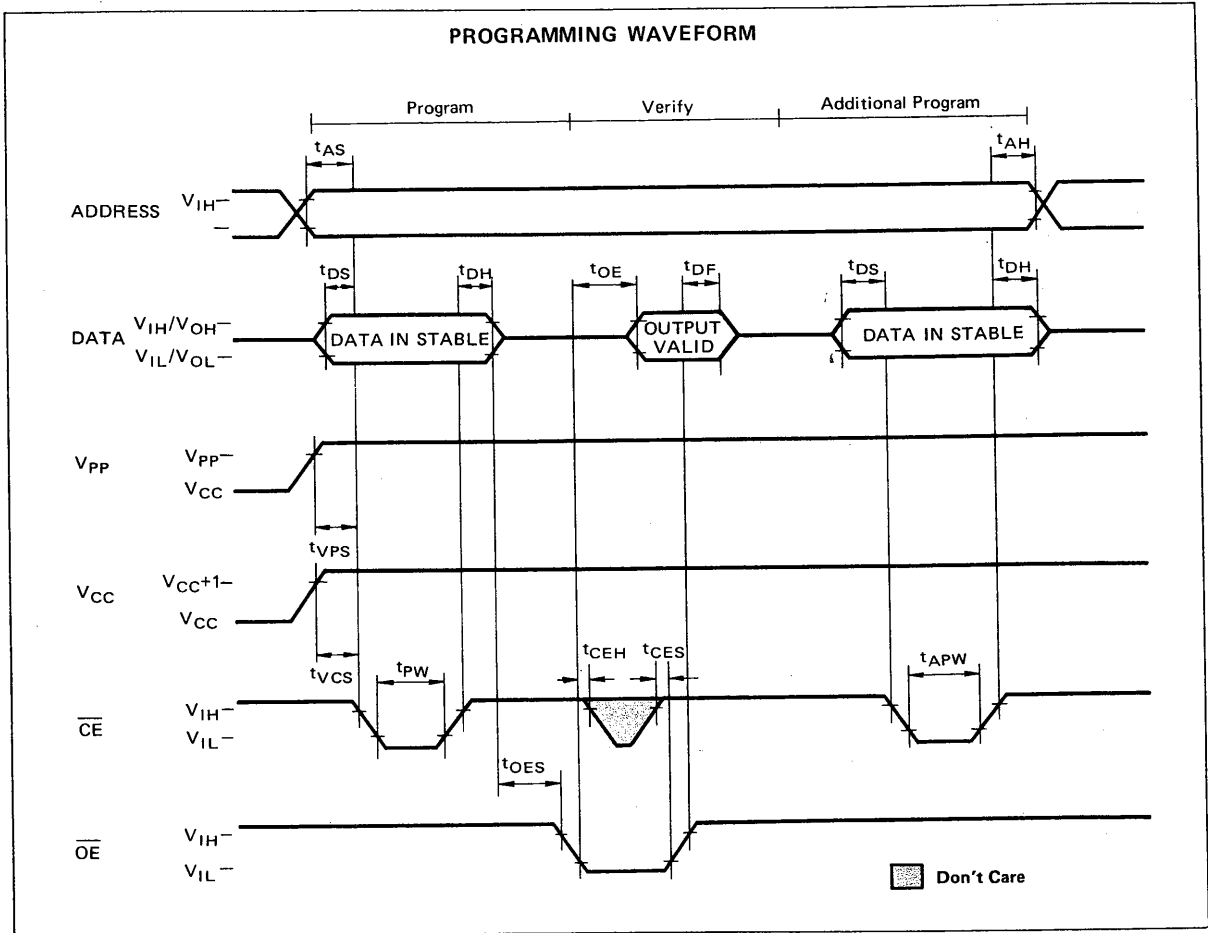 PROGRAMMING WAVEFORM
Program Verify Additional Program
tAS tAH
ADDRESS VIH–
–
tDS tDH tOE tDF tDS tDH
DATA VIH/VOH–
VIL/VOL–
DATA IN STABLE OUTPUT VALID DATA IN STABLE
VPP VPP–
VCC
tVPS
VCC VCC+1–
VCC
tVCS tPW tCEH tCES tAPW
CE VIH–
VIL–
tOES
OE VIH–
VIL–
Don't Care